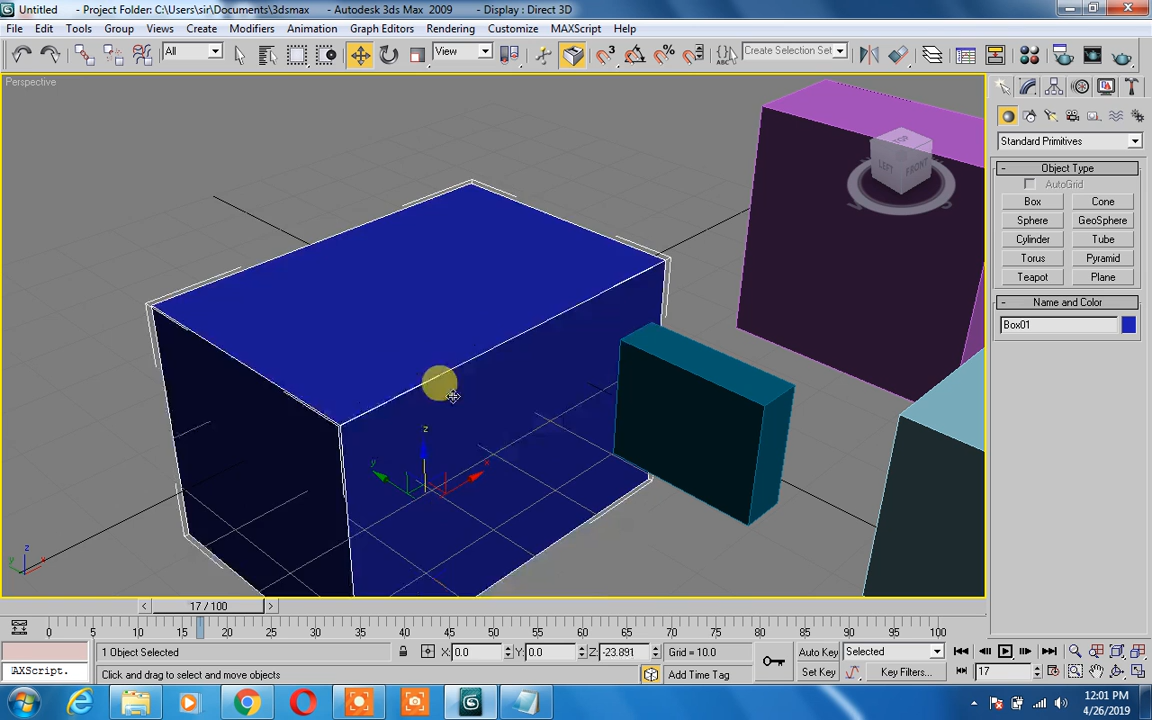 Untitled - Project Folder: C:\Users\sir\Documents\3dsmax - Autodesk 3ds Max 2009 - Display : Direct 3D
File Edit Tools Group Views Create Modifiers Animation Graph Editors Rendering Customize MAXScript Help
All View Create Selection Set
Perspective
TOP
LEFT FRONT
Standard Primitives
- Object Type
AutoGrid
Box Cone
Sphere GeoSphere
Cylinder Tube
Torus Pyramid
Teapot Plane
- Name and Color
Box01
z
y x
z
y x
< 17 / 100 >
0 5 10 15 20 25 30 35 40 45 50 55 60 65 70 75 80 85 90 95 100
1 Object Selected X: 0.0 Y: 0.0 Z: -23.891 Grid = 10.0 Auto Key Selected
AXScript. Click and drag to select and move objects Add Time Tag Set Key Key Filters... 17
12:01 PM
4/26/2019